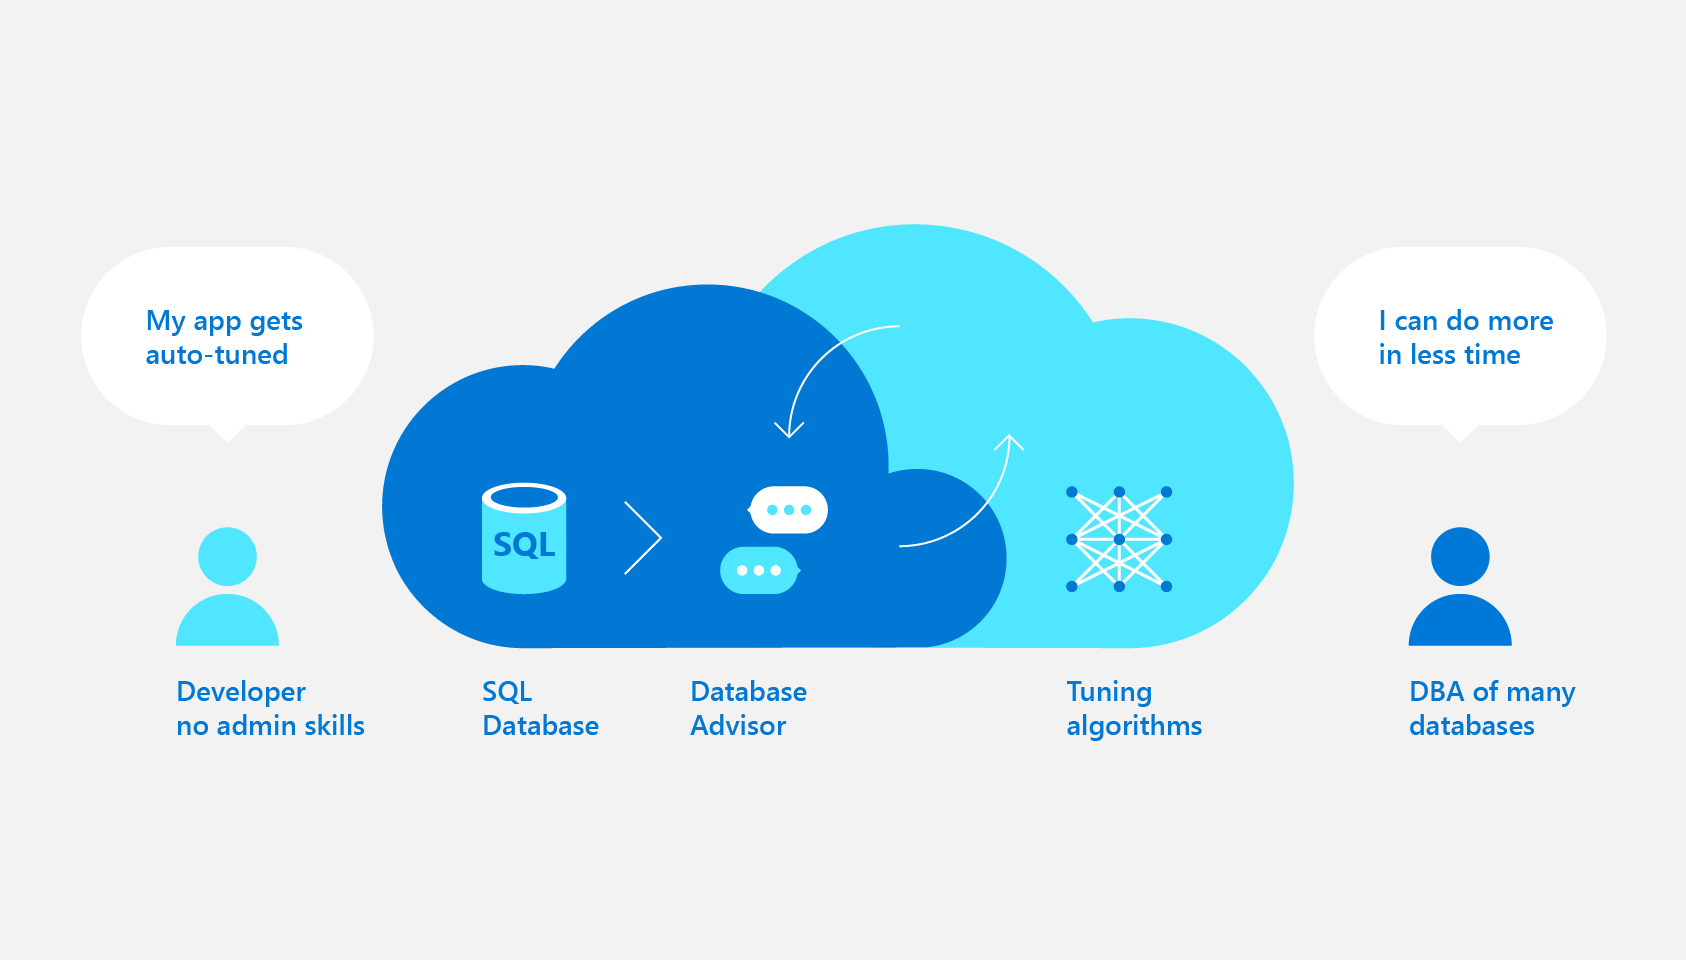 My app gets
auto-tuned
I can do more
in less time
SQL
Developer
no admin skills
SQL
Database
Database
Advisor
Tuning
algorithms
DBA of many
databases